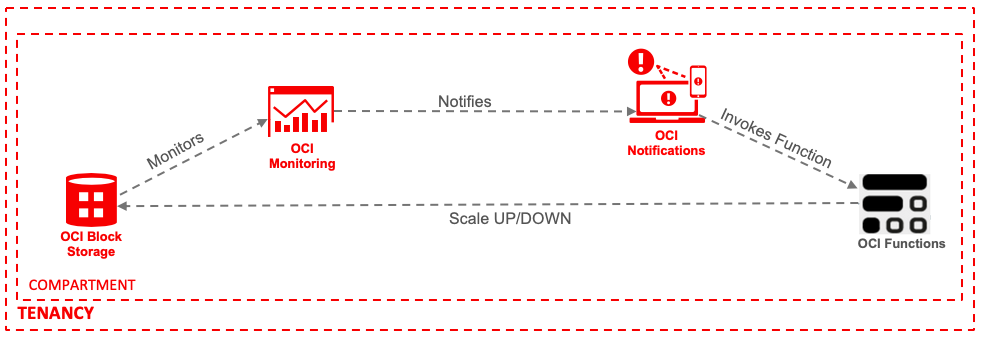 Notifies
Monitors
OCI
Monitoring
OCI
Notifications
Invokes Function
OCI Block
Storage
Scale UP/DOWN
OCI Functions
COMPARTMENT
TENANCY